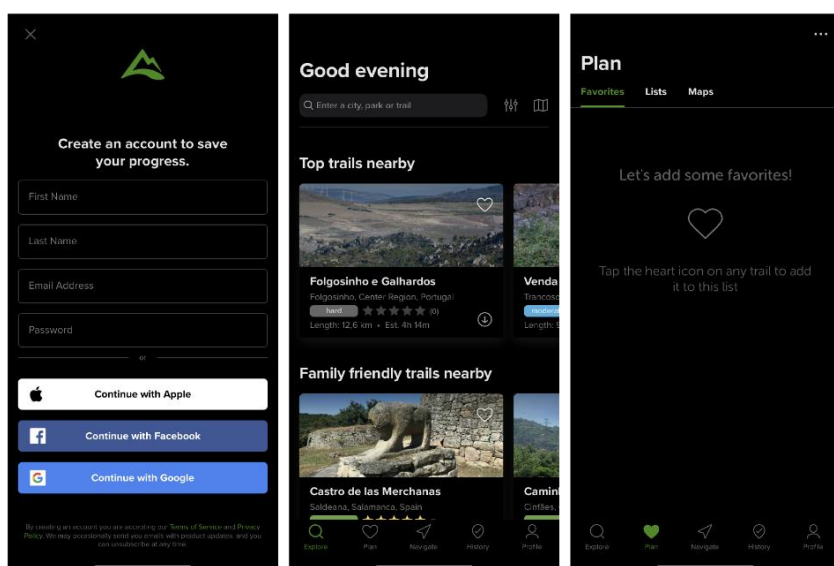 Create an account to save
your progress.
First Name
Last Name
Email Address
Password
or
Continue with Apple
Continue with Facebook
Continue with Google
By creating an account you are accepting our Terms of Service and Privacy
Policy. We may occasionally send you emails with product updates, and you
can unsubscribe at any time.
Good evening
Enter a city, park or trail
Top trails nearby
Folgosinho e Galhardos
Folgosinho, Center Region, Portugal
hard (0)
Length: 12,6 km • Est. 4h 14m
Venda
Trancoso
moderat
Length:
Family friendly trails nearby
Castro de las Merchanas
Saldeana, Salamanca, Spain
Camin
Cinfães,
Explore
Plan
Navigate
History
Profile
Plan
Favorites Lists Maps
Let's add some favorites!
Tap the heart icon on any trail to add
it to this list
Explore
Plan
Navigate
History
Profile